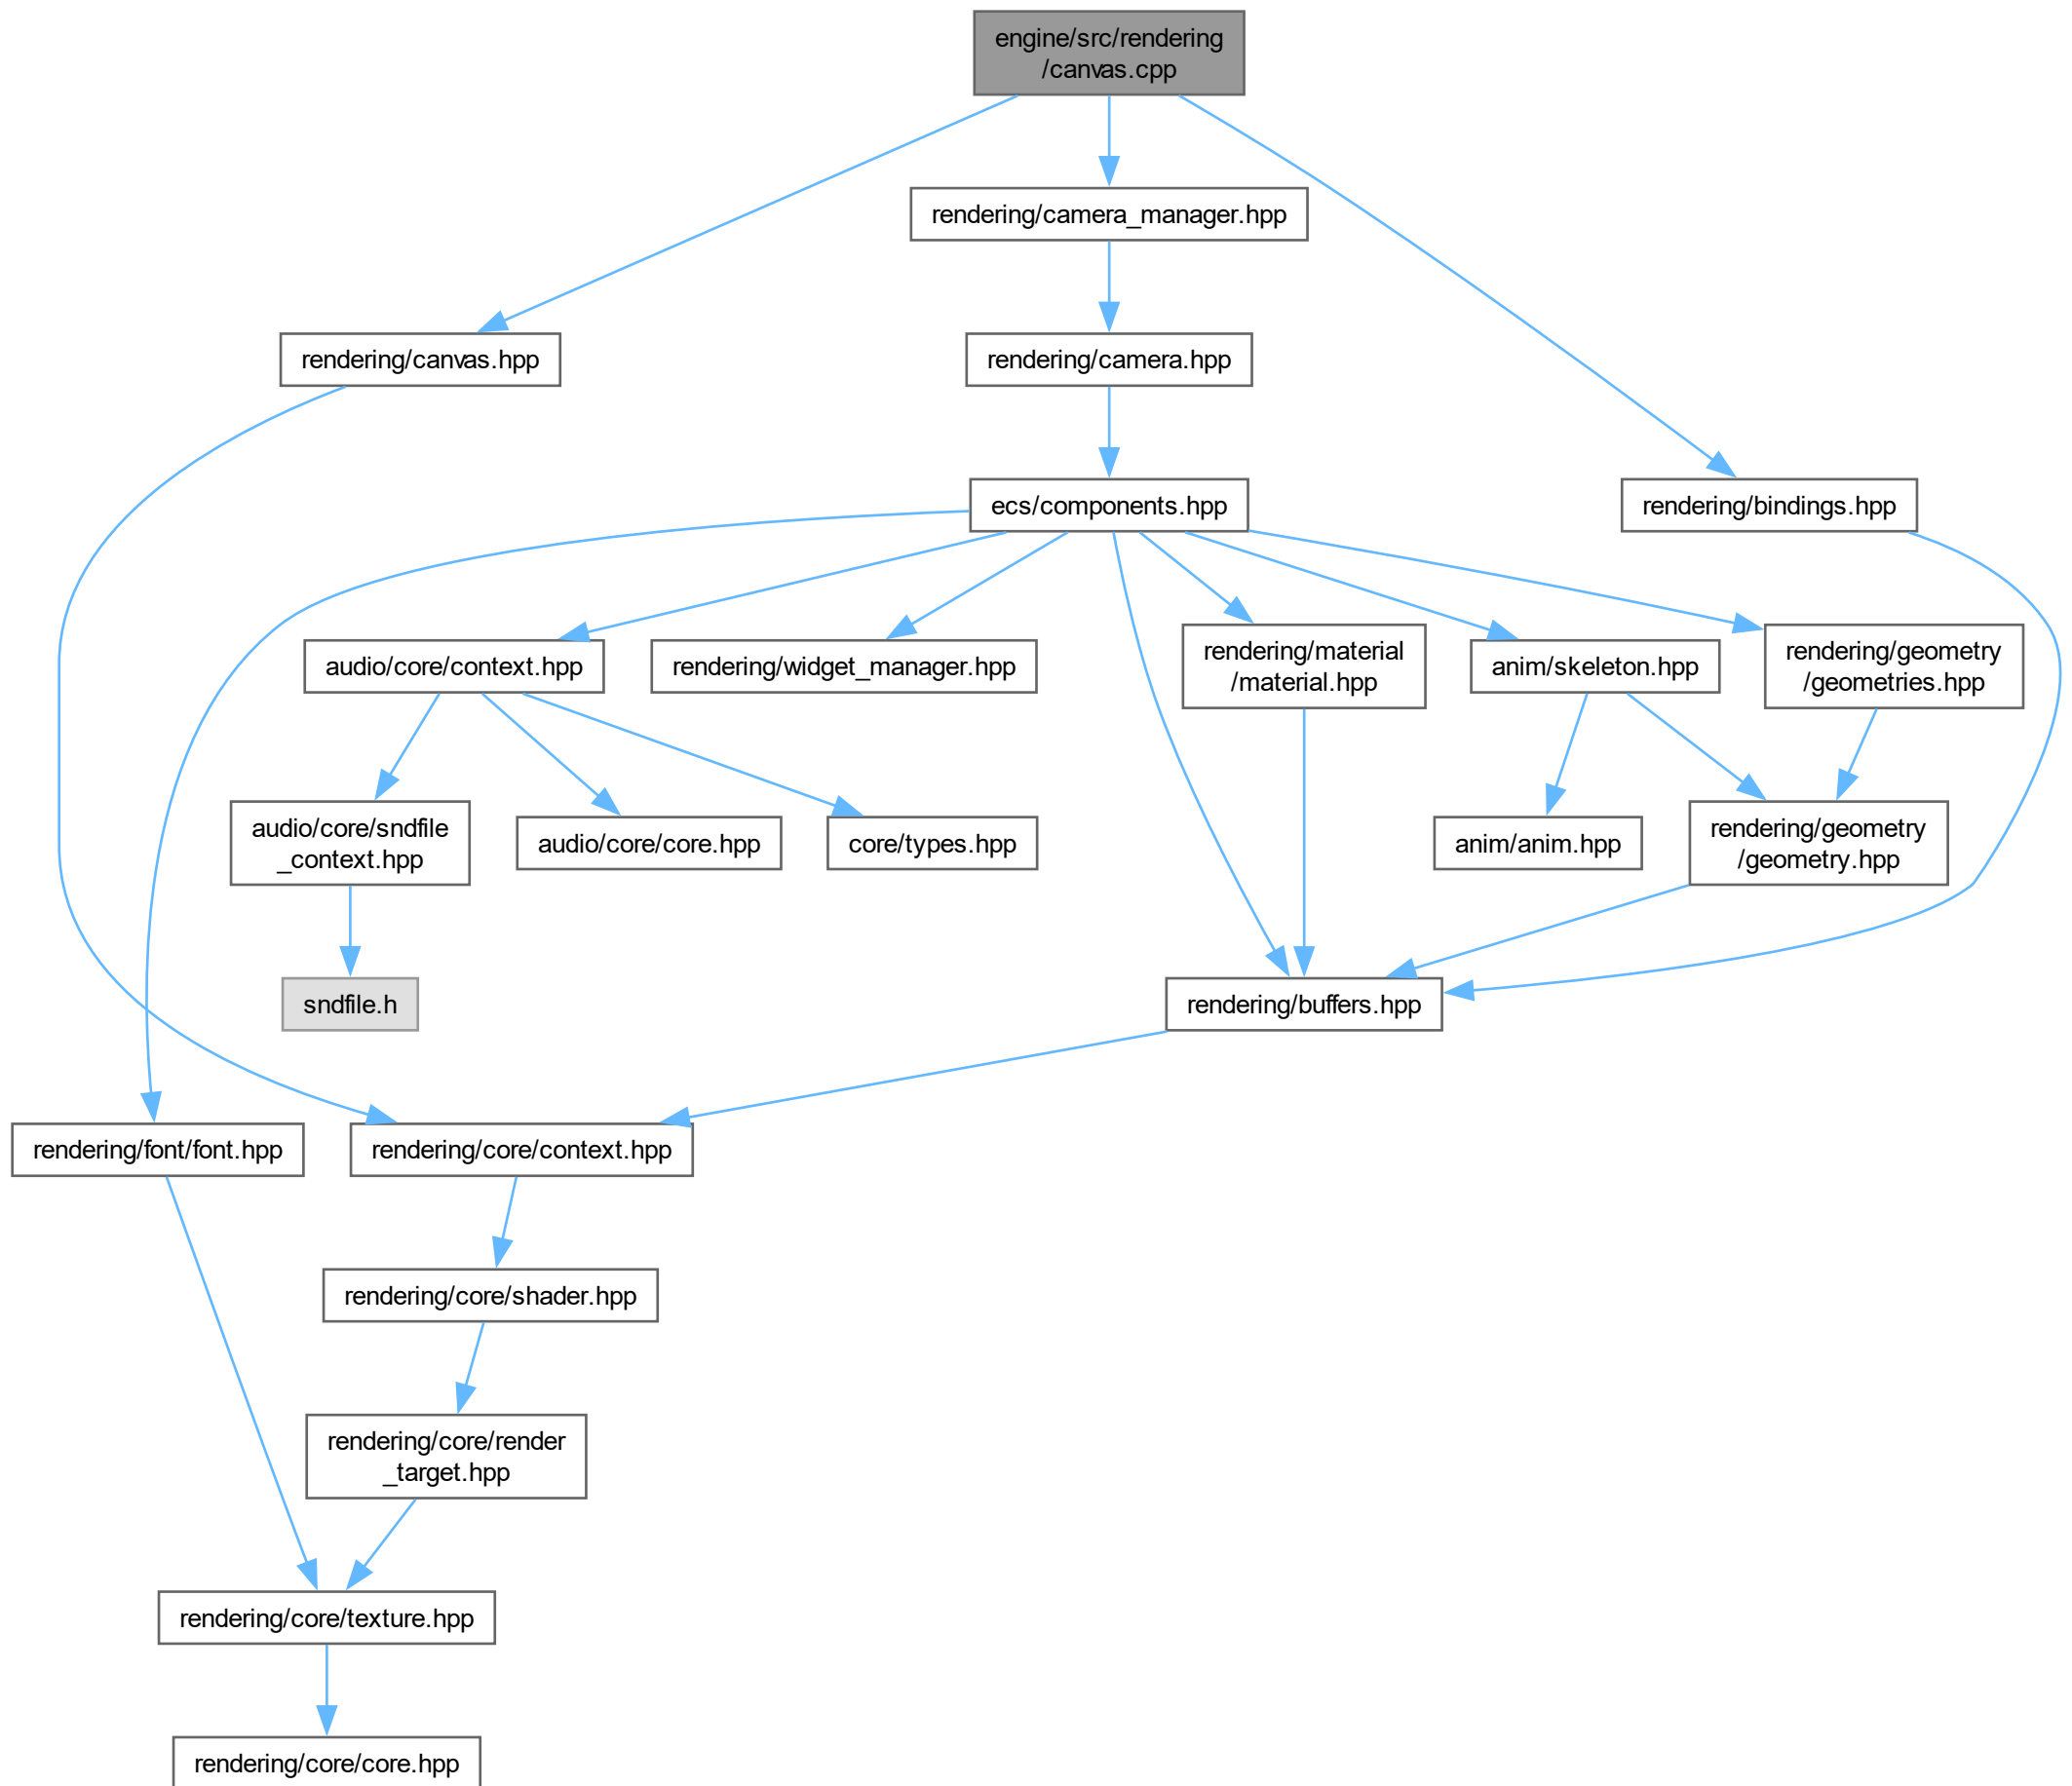 engine/src/rendering
/canvas.cpp
rendering/camera_manager.hpp
rendering/canvas.hpp
rendering/camera.hpp
ecs/components.hpp
rendering/bindings.hpp
audio/core/context.hpp
rendering/widget_manager.hpp
rendering/material
/material.hpp
anim/skeleton.hpp
rendering/geometry
/geometries.hpp
audio/core/sndfile
_context.hpp
audio/core/core.hpp
core/types.hpp
anim/anim.hpp
rendering/geometry
/geometry.hpp
sndfile.h
rendering/buffers.hpp
rendering/font/font.hpp
rendering/core/context.hpp
rendering/core/shader.hpp
rendering/core/render
_target.hpp
rendering/core/texture.hpp
rendering/core/core.hpp